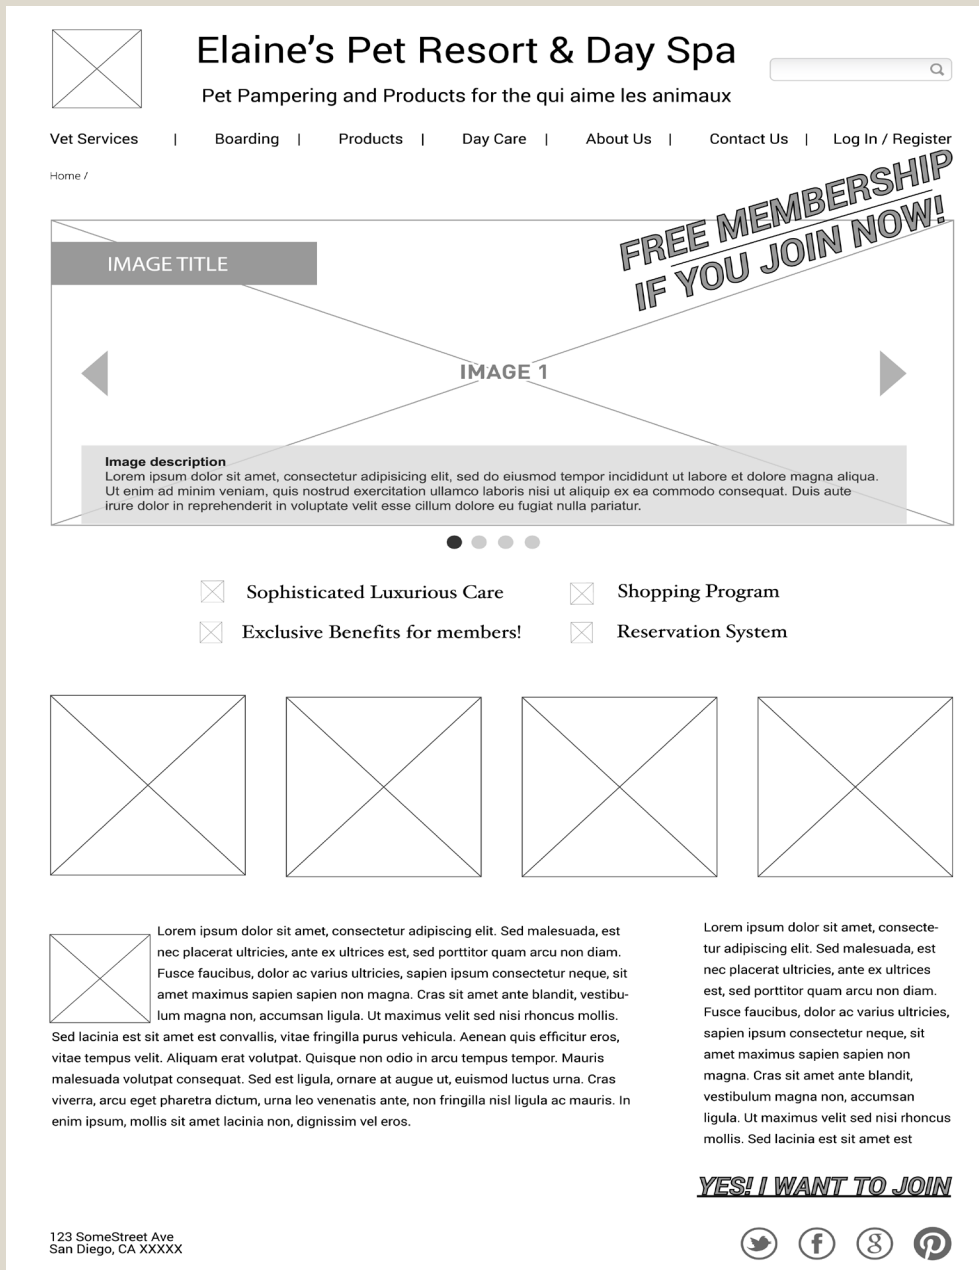 Elaine's Pet Resort & Day Spa
Pet Pampering and Products for the qui aime les animaux
Vet Services | Boarding | Products | Day Care | About Us | Contact Us | Log In / Register
Home /
FREE MEMBERSHIP
IF YOU JOIN NOW!
IMAGE TITLE
IMAGE 1
Image description
Lorem ipsum dolor sit amet, consectetur adipisicing elit, sed do eiusmod tempor incididunt ut labore et dolore magna aliqua.
Ut enim ad minim veniam, quis nostrud exercitation ullamco laboris nisi ut aliquip ex ea commodo consequat. Duis aute
irure dolor in reprehenderit in voluptate velit esse cillum dolore eu fugiat nulla pariatur.
Sophisticated Luxurious Care
Shopping Program
Exclusive Benefits for members!
Reservation System
Lorem ipsum dolor sit amet, consectetur adipiscing elit. Sed malesuada, est
nec placerat ultricies, ante ex ultrices est, sed porttitor quam arcu non diam.
Fusce faucibus, dolor ac varius ultricies, sapien ipsum consectetur neque, sit
amet maximus sapien sapien non magna. Cras sit amet ante blandit, vestibu-
lum magna non, accumsan ligula. Ut maximus velit sed nisi rhoncus mollis.
Sed lacinia est sit amet est convallis, vitae fringilla purus vehicula. Aenean quis efficitur eros,
vitae tempus velit. Aliquam erat volutpat. Quisque non odio in arcu tempus tempor. Mauris
malesuada volutpat consequat. Sed est ligula, ornare at augue ut, euismod luctus urna. Cras
viverra, arcu eget pharetra dictum, urna leo venenatis ante, non fringilla nisl ligula ac mauris. In
enim ipsum, mollis sit amet lacinia non, dignissim vel eros.
Lorem ipsum dolor sit amet, consecte-
tur adipiscing elit. Sed malesuada, est
nec placerat ultricies, ante ex ultrices
est, sed porttitor quam arcu non diam.
Fusce faucibus, dolor ac varius ultricies,
sapien ipsum consectetur neque, sit
amet maximus sapien sapien non
magna. Cras sit amet ante blandit,
vestibulum magna non, accumsan
ligula. Ut maximus velit sed nisi rhoncus
mollis. Sed lacinia est sit amet est
YES! I WANT TO JOIN
123 SomeStreet Ave
San Diego, CA XXXXX